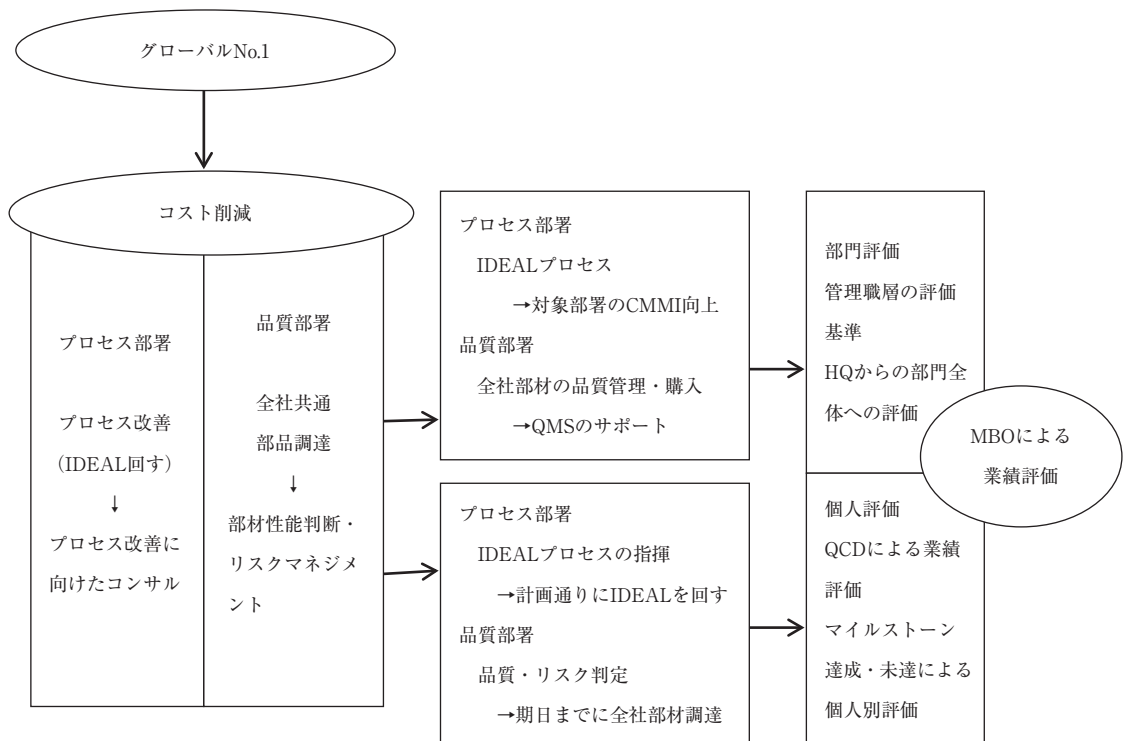 グローバルNo.1
コスト削減
プロセス部署
プロセス改善
（IDEAL回す）
↓
プロセス改善に
向けたコンサル
品質部署
全社共通
部品調達
↓
部材性能判断・
リスクマネジメ
ント
プロセス部署
IDEALプロセス
→対象部署のCMMI向上
品質部署
全社部材の品質管理・購入
→QMSのサポート
プロセス部署
IDEALプロセスの指揮
→計画通りにIDEALを回す
品質部署
品質・リスク判定
→期日までに全社部材調達
部門評価
管理職層の評価
基準
HQからの部門全
体への評価
個人評価
QCDによる業績
評価
マイルストーン
達成・未達による
個人別評価
MBOによる
業績評価